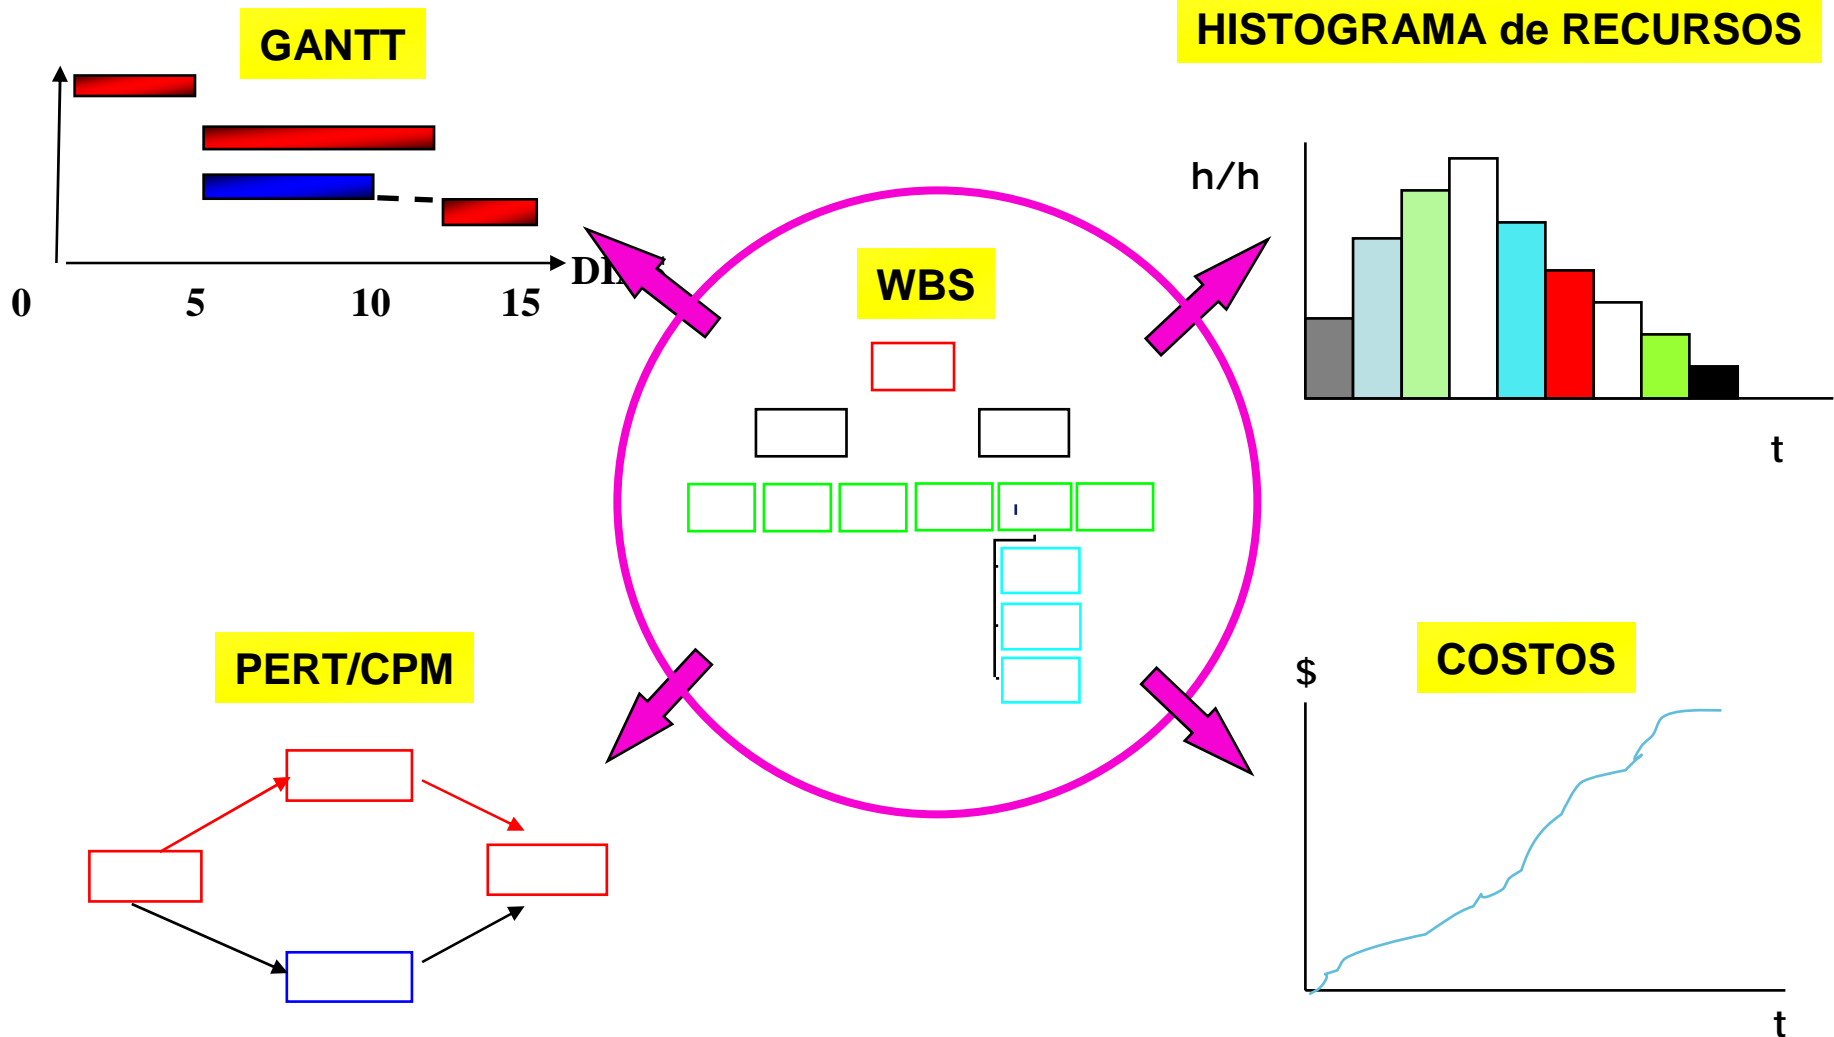 GANTT
HISTOGRAMA de RECURSOS
h/h
WBS
0 5 10 15
t
PERT/CPM
COSTOS
$
t